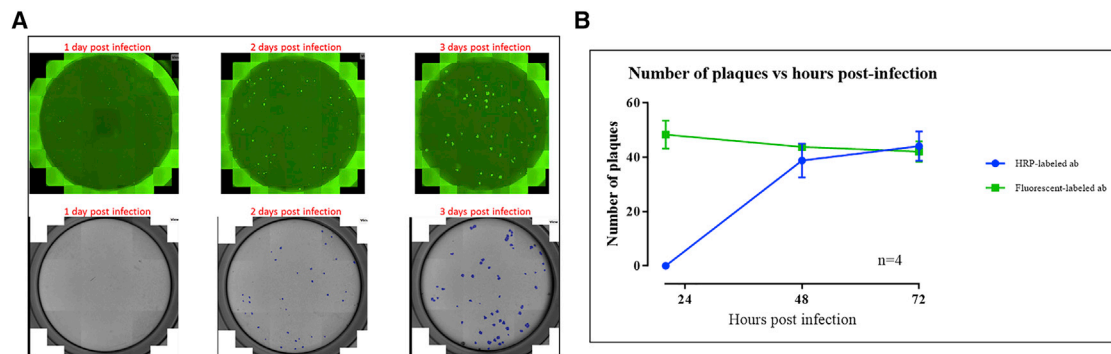 A
B
1 day post infection
2 days post infection
3 days post infection
1 day post infection
2 days post infection
3 days post infection
Number of plaques vs hours post-infection
60
40
20
0
Number of plaques
24
48
72
Hours post infection
n=4
HRP-labeled ab
Fluorescent-labeled ab